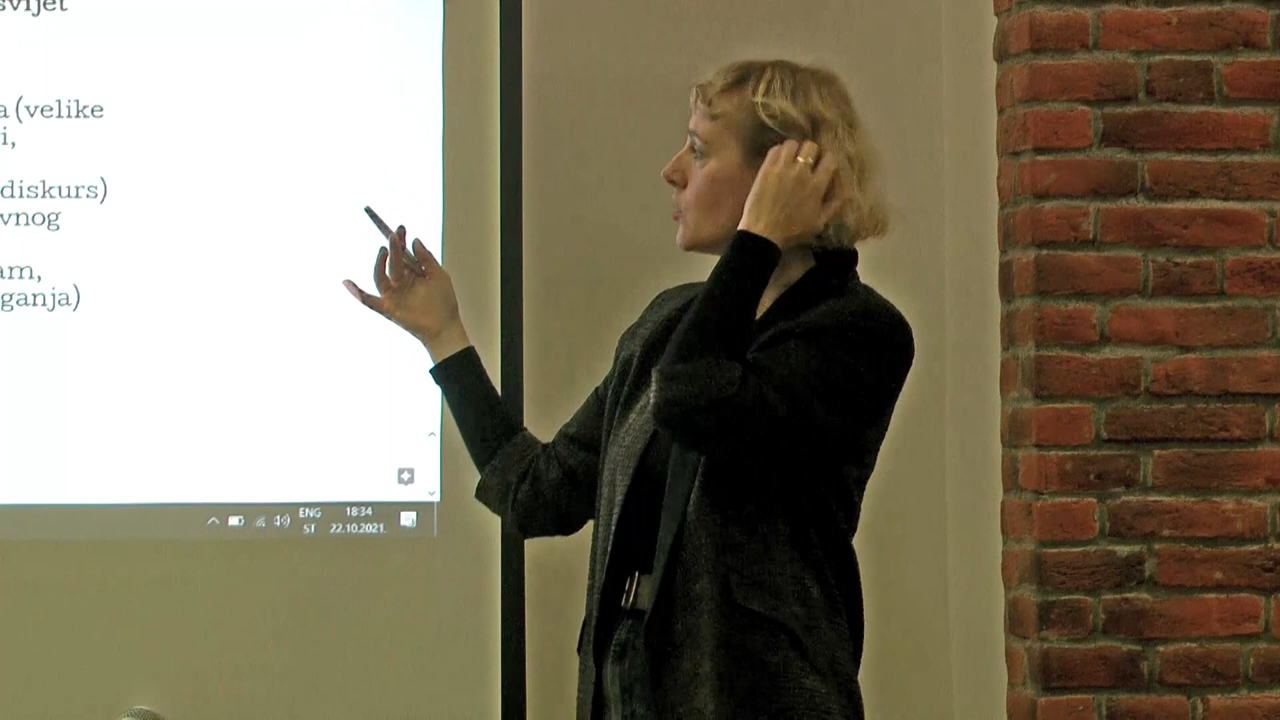 svijet
a (velike
i,
diskurs)
vnog
am,
ganja)
ENG 18:34
ST 22.10.2021.